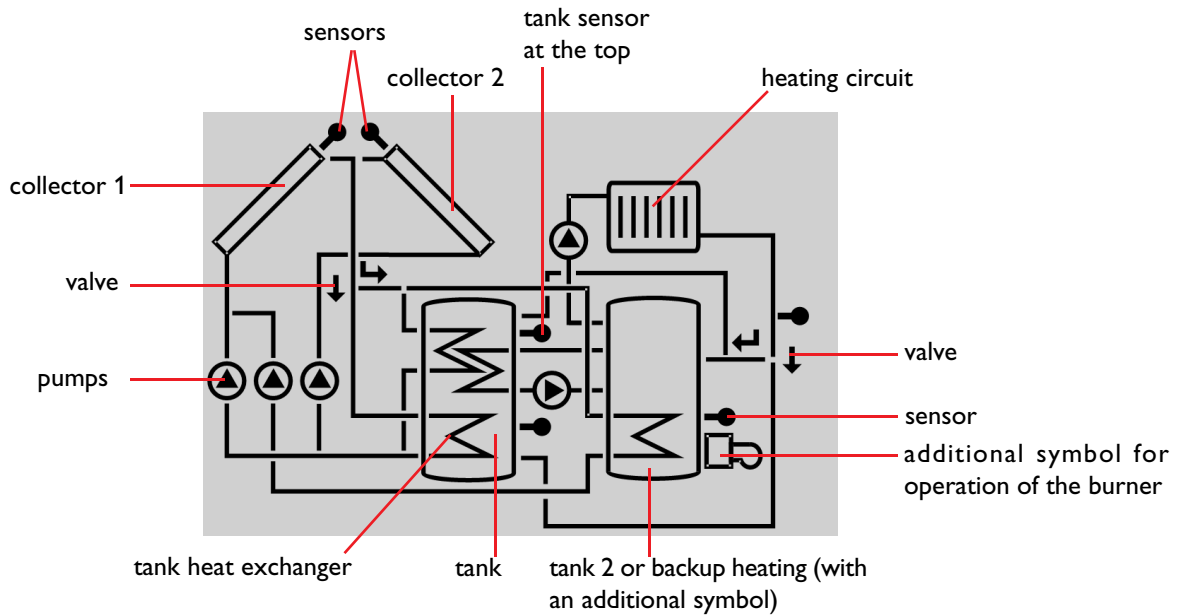 sensors
tank sensor
at the top
collector 2
heating circuit
collector 1
valve
valve
pumps
sensor
additional symbol for
operation of the burner
tank heat exchanger
tank
tank 2 or backup heating (with
an additional symbol)